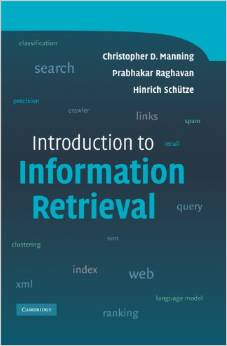 classification
Christopher D. Manning
search
Prabhakar Raghavan
precision
Hinrich Schütze
crawler
links
spam
Introduction to
recall
Information
Retrieval
query
clustering
index
web
xml
language model
CAMBRIDGE
ranking